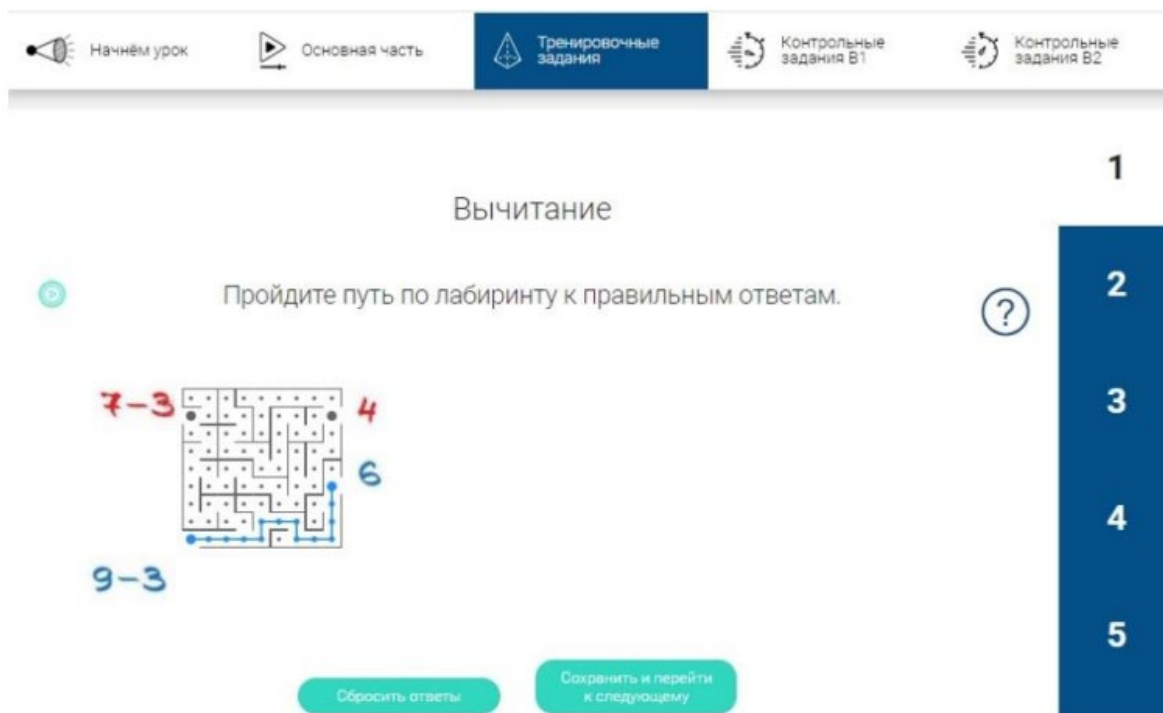 Начнём урок
Основная часть
Тренировочные
задания
Контрольные
задания В1
Контрольные
задания В2
1
Вычитание
2
Пройдите путь по лабиринту к правильным ответам.
?
3
7-3
4
6
4
9-3
5
Сбросить ответы
Сохранить и перейти
к следующему